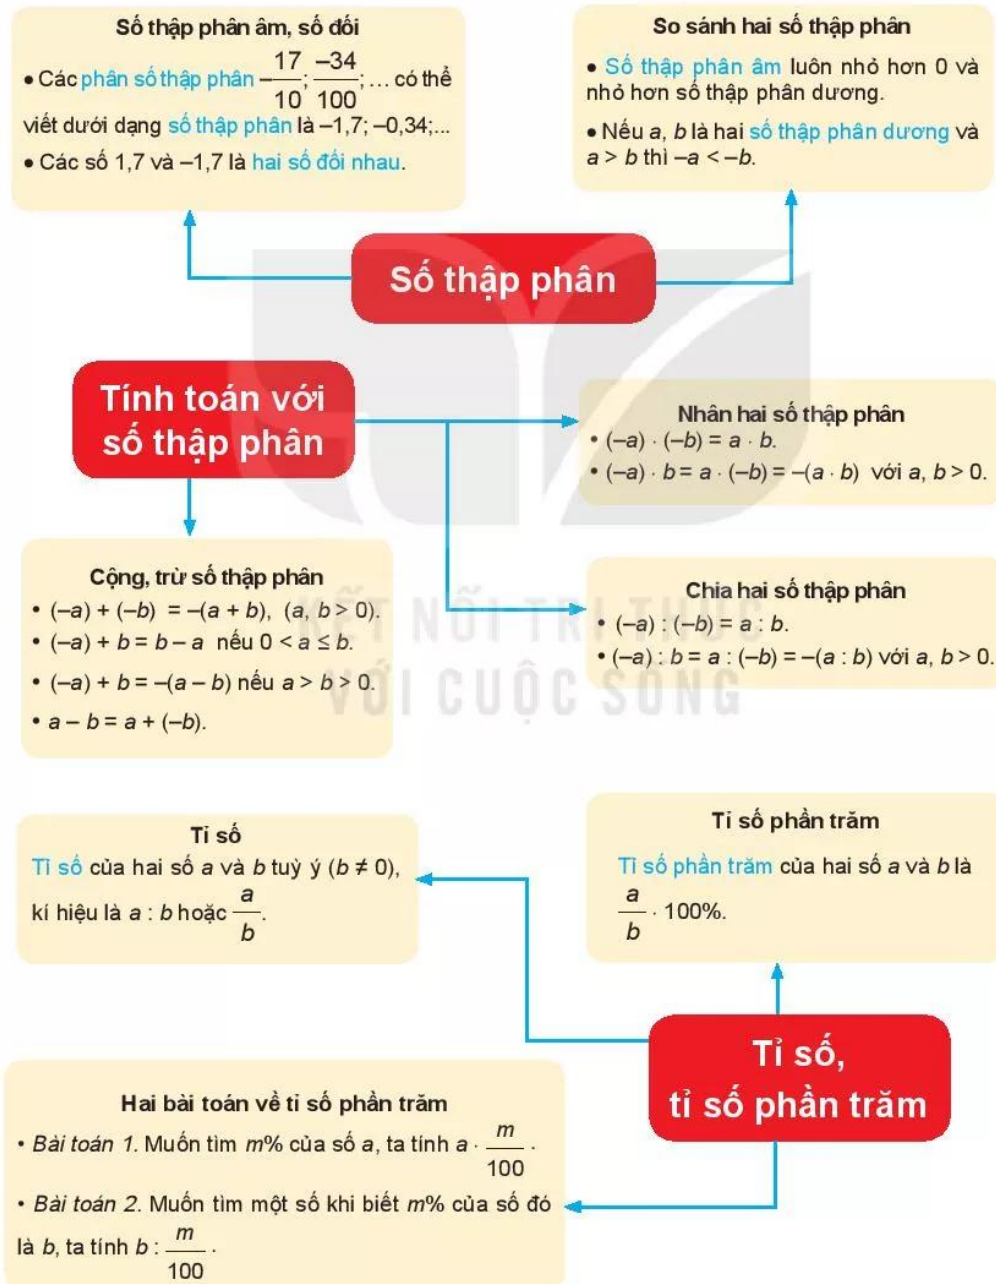 Số thập phân âm, số đối
• Các phân số thập phân −17/10; −34/100; ... có thể
viết dưới dạng số thập phân là −1,7; −0,34;...
• Các số 1,7 và −1,7 là hai số đối nhau.
So sánh hai số thập phân
• Số thập phân âm luôn nhỏ hơn 0 và
nhỏ hơn số thập phân dương.
• Nếu a, b là hai số thập phân dương và
a > b thì −a < −b.
Số thập phân
Tính toán với
số thập phân
Nhân hai số thập phân
• (−a) · (−b) = a · b.
• (−a) · b = a · (−b) = −(a · b) với a, b > 0.
Cộng, trừ số thập phân
• (−a) + (−b) = −(a + b), (a, b > 0).
• (−a) + b = b − a nếu 0 < a ≤ b.
• (−a) + b = −(a − b) nếu a > b > 0.
• a − b = a + (−b).
Chia hai số thập phân
• (−a) : (−b) = a : b.
• (−a) : b = a : (−b) = −(a : b) với a, b > 0.
KẾT NỐI TRI THỨC
VỚI CUỘC SỐNG
Tỉ số
Tỉ số của hai số a và b tuỳ ý (b ≠ 0),
kí hiệu là a : b hoặc a/b.
Tỉ số phần trăm
Tỉ số phần trăm của hai số a và b là
a/b · 100%.
Tỉ số,
tỉ số phần trăm
Hai bài toán về tỉ số phần trăm
• Bài toán 1. Muốn tìm m% của số a, ta tính a · m/100 .
• Bài toán 2. Muốn tìm một số khi biết m% của số đó
là b, ta tính b : m/100 .